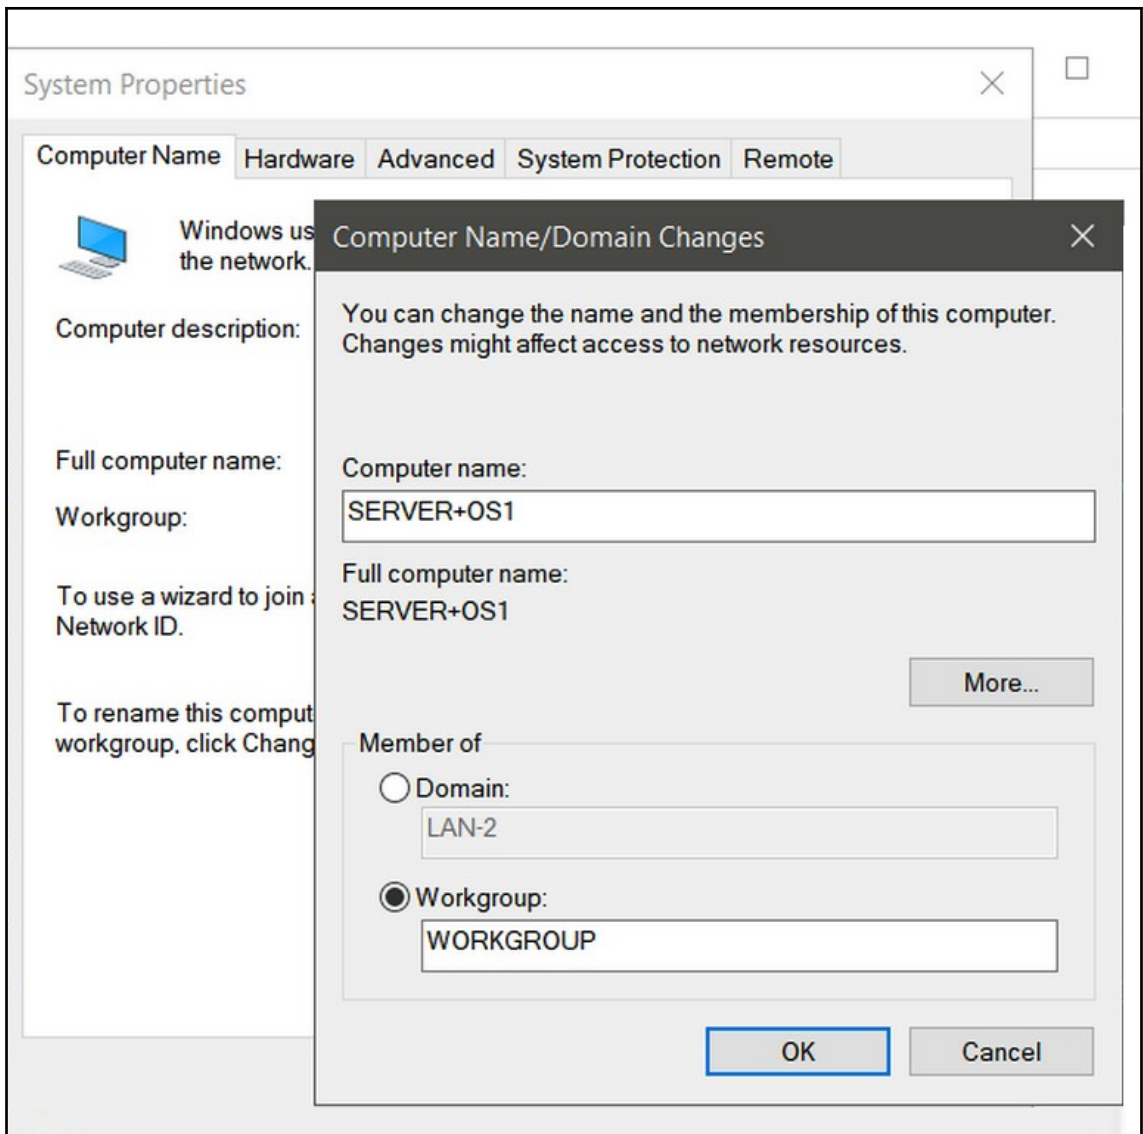 System Properties
Computer Name Hardware Advanced System Protection Remote
Windows us
the network.
Computer description:
Full computer name:
Workgroup:
To use a wizard to join
Network ID.
To rename this comput
workgroup, click Chang
Computer Name/Domain Changes
You can change the name and the membership of this computer.
Changes might affect access to network resources.
Computer name:
SERVER+OS1
Full computer name:
SERVER+OS1
More...
Member of
Domain:
LAN-2
Workgroup:
WORKGROUP
OK Cancel